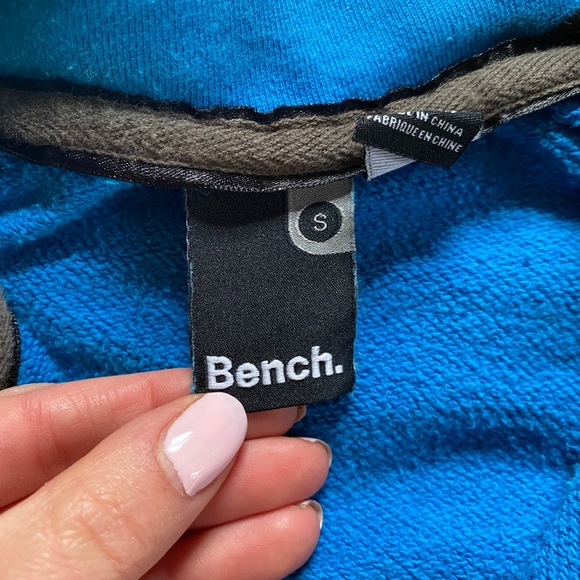 IN CHINA
FABRIQUE EN CHINE
S
Bench.